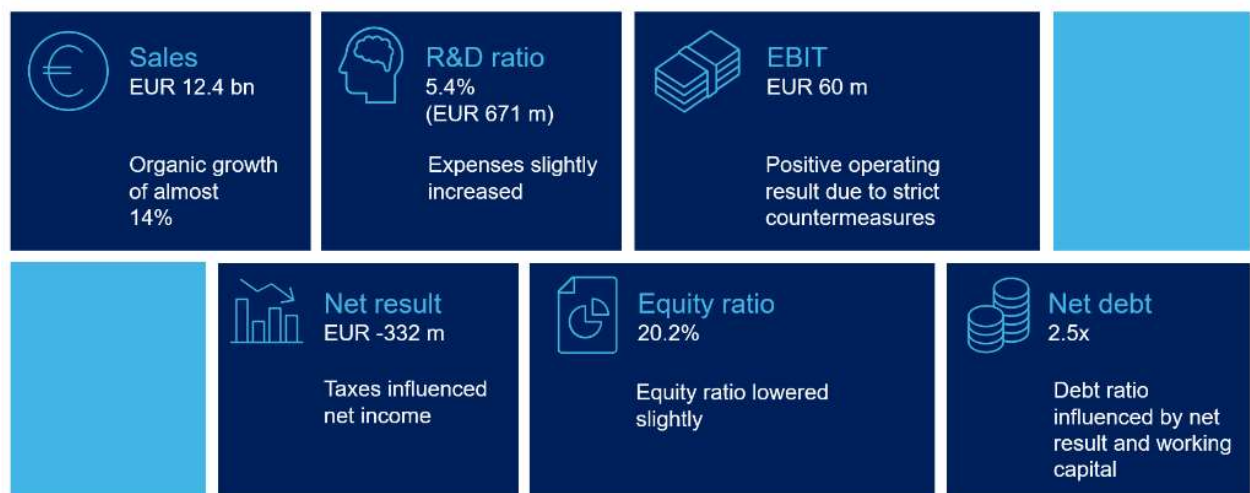 Sales
EUR 12.4 bn
Organic growth
of almost
14%
R&D ratio
5.4%
(EUR 671 m)
Expenses slightly
increased
EBIT
EUR 60 m
Positive operating
result due to strict
countermeasures
Net result
EUR -332 m
Taxes influenced
net income
Equity ratio
20.2%
Equity ratio lowered
slightly
Net debt
2.5x
Debt ratio
influenced by net
result and working
capital